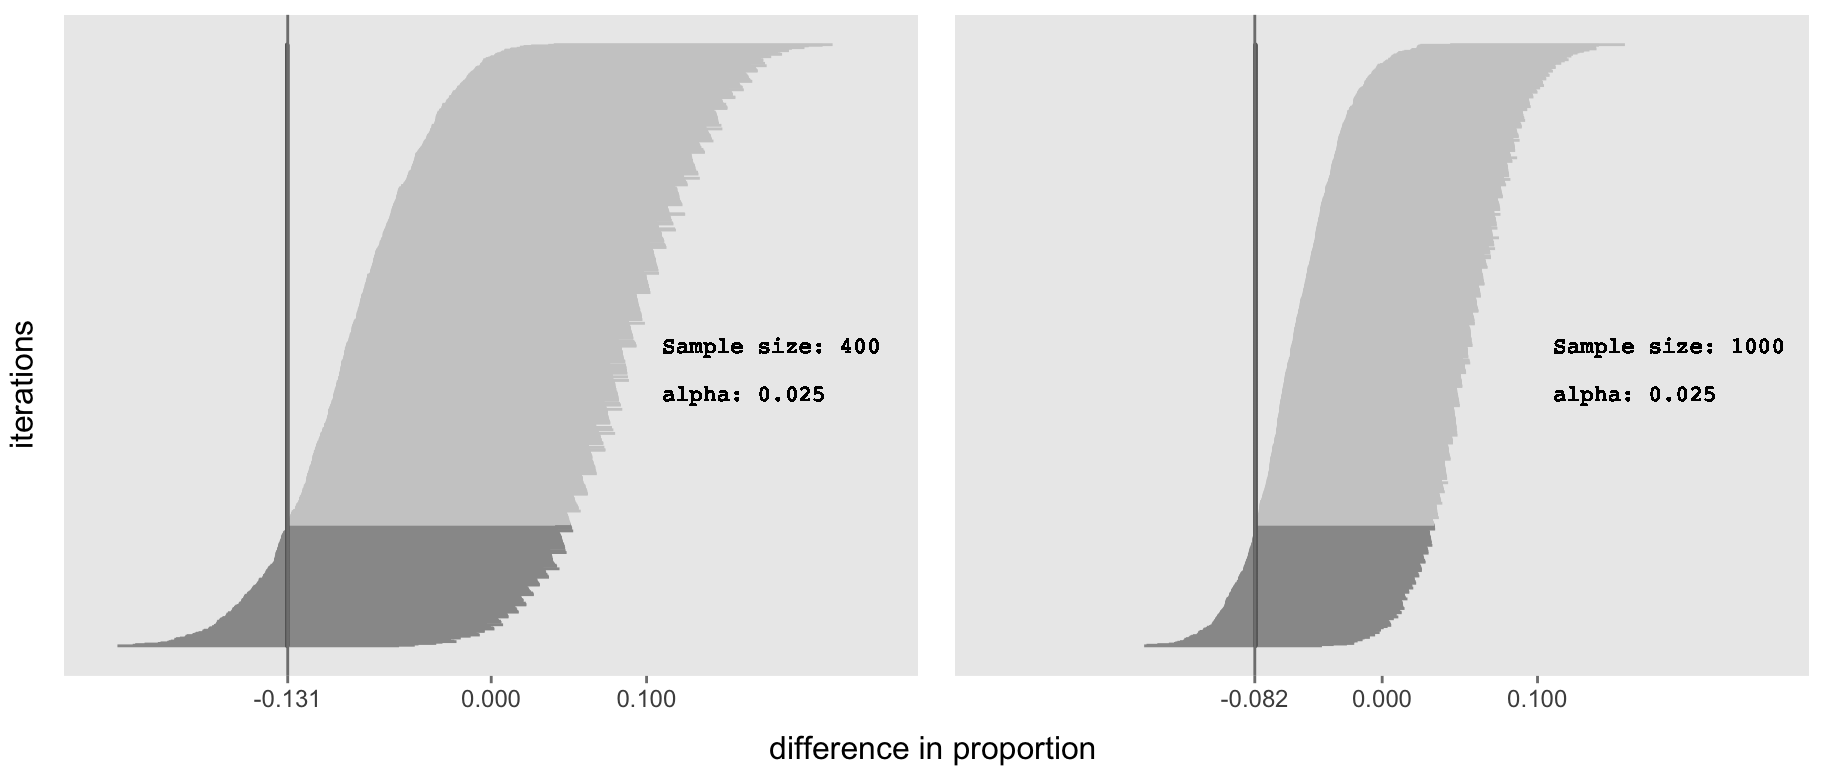 iterations
Sample size: 400
alpha: 0.025
Sample size: 1000
alpha: 0.025
-0.131 0.000 0.100
-0.082 0.000 0.100
difference in proportion